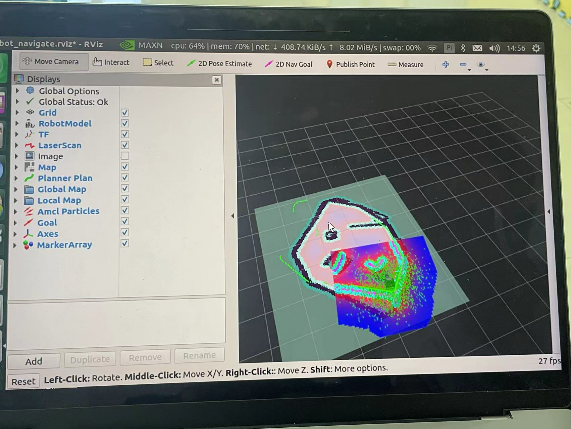 bot_navigate.rviz* - RViz MAXN cpu: 64% | mem: 70% | net: ↓ 408.74 KiB/s ↑ 8.02 MiB/s | swap: 00% 14:56
Move Camera Interact Select 2D Pose Estimate 2D Nav Goal Publish Point Measure
Displays
Global Options
Global Status: Ok
Grid
RobotModel
TF
LaserScan
Image
Map
Planner Plan
Global Map
Local Map
Amcl Particles
Goal
Axes
MarkerArray
Add Duplicate Remove Rename
Reset Left-Click: Rotate. Middle-Click: Move X/Y. Right-Click:: Move Z. Shift: More options. 27 fps